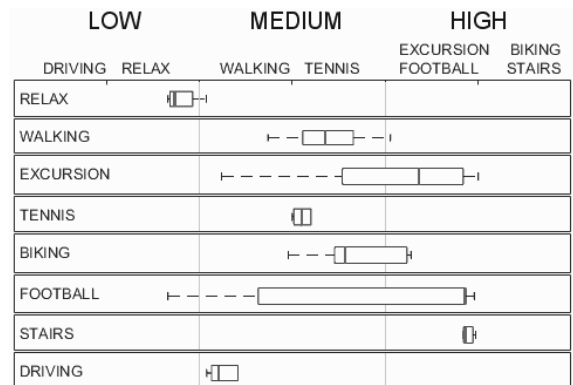 LOW MEDIUM HIGH
EXCURSION BIKING
DRIVING RELAX WALKING TENNIS FOOTBALL STAIRS
RELAX
WALKING
EXCURSION
TENNIS
BIKING
FOOTBALL
STAIRS
DRIVING